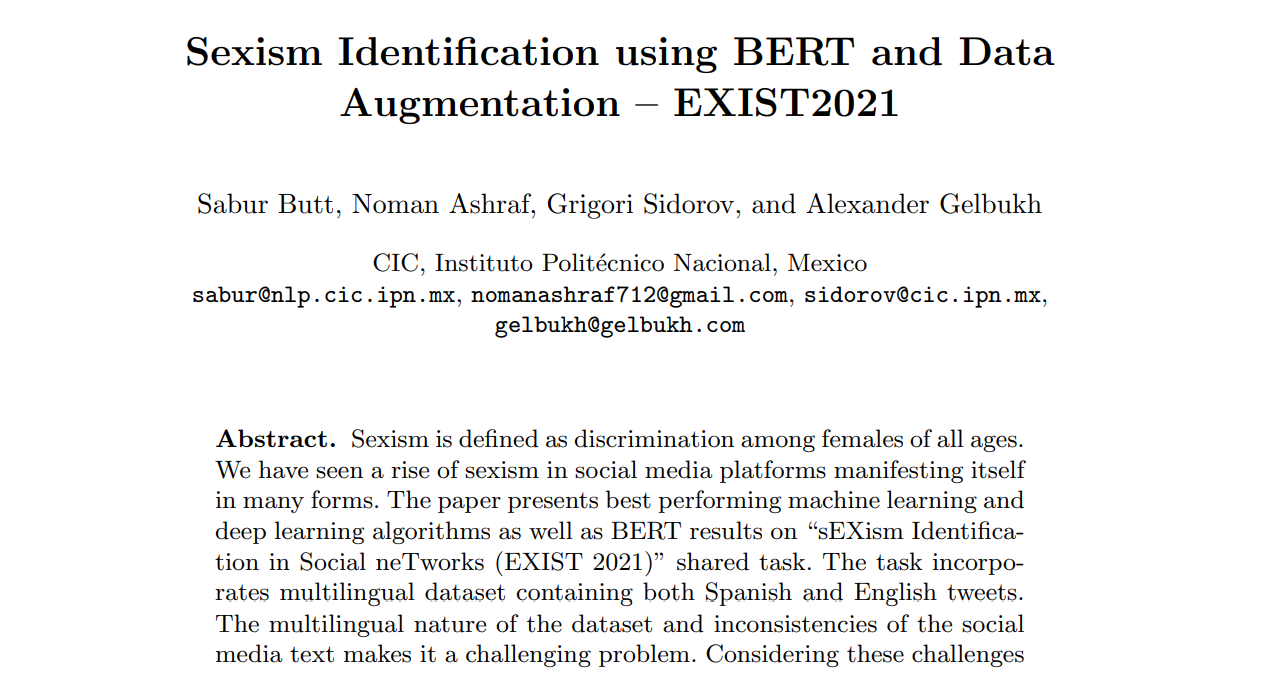 Sexism Identification using BERT and Data
Augmentation – EXIST2021
Sabur Butt, Noman Ashraf, Grigori Sidorov, and Alexander Gelbukh
CIC, Instituto Politécnico Nacional, Mexico
sabur@nlp.cic.ipn.mx, nomanashraf712@gmail.com, sidorov@cic.ipn.mx,
gelbukh@gelbukh.com
Abstract. Sexism is defined as discrimination among females of all ages.
We have seen a rise of sexism in social media platforms manifesting itself
in many forms. The paper presents best performing machine learning and
deep learning algorithms as well as BERT results on “sEXism Identifica-
tion in Social neTworks (EXIST 2021)” shared task. The task incorpo-
rates multilingual dataset containing both Spanish and English tweets.
The multilingual nature of the dataset and inconsistencies of the social
media text makes it a challenging problem. Considering these challenges